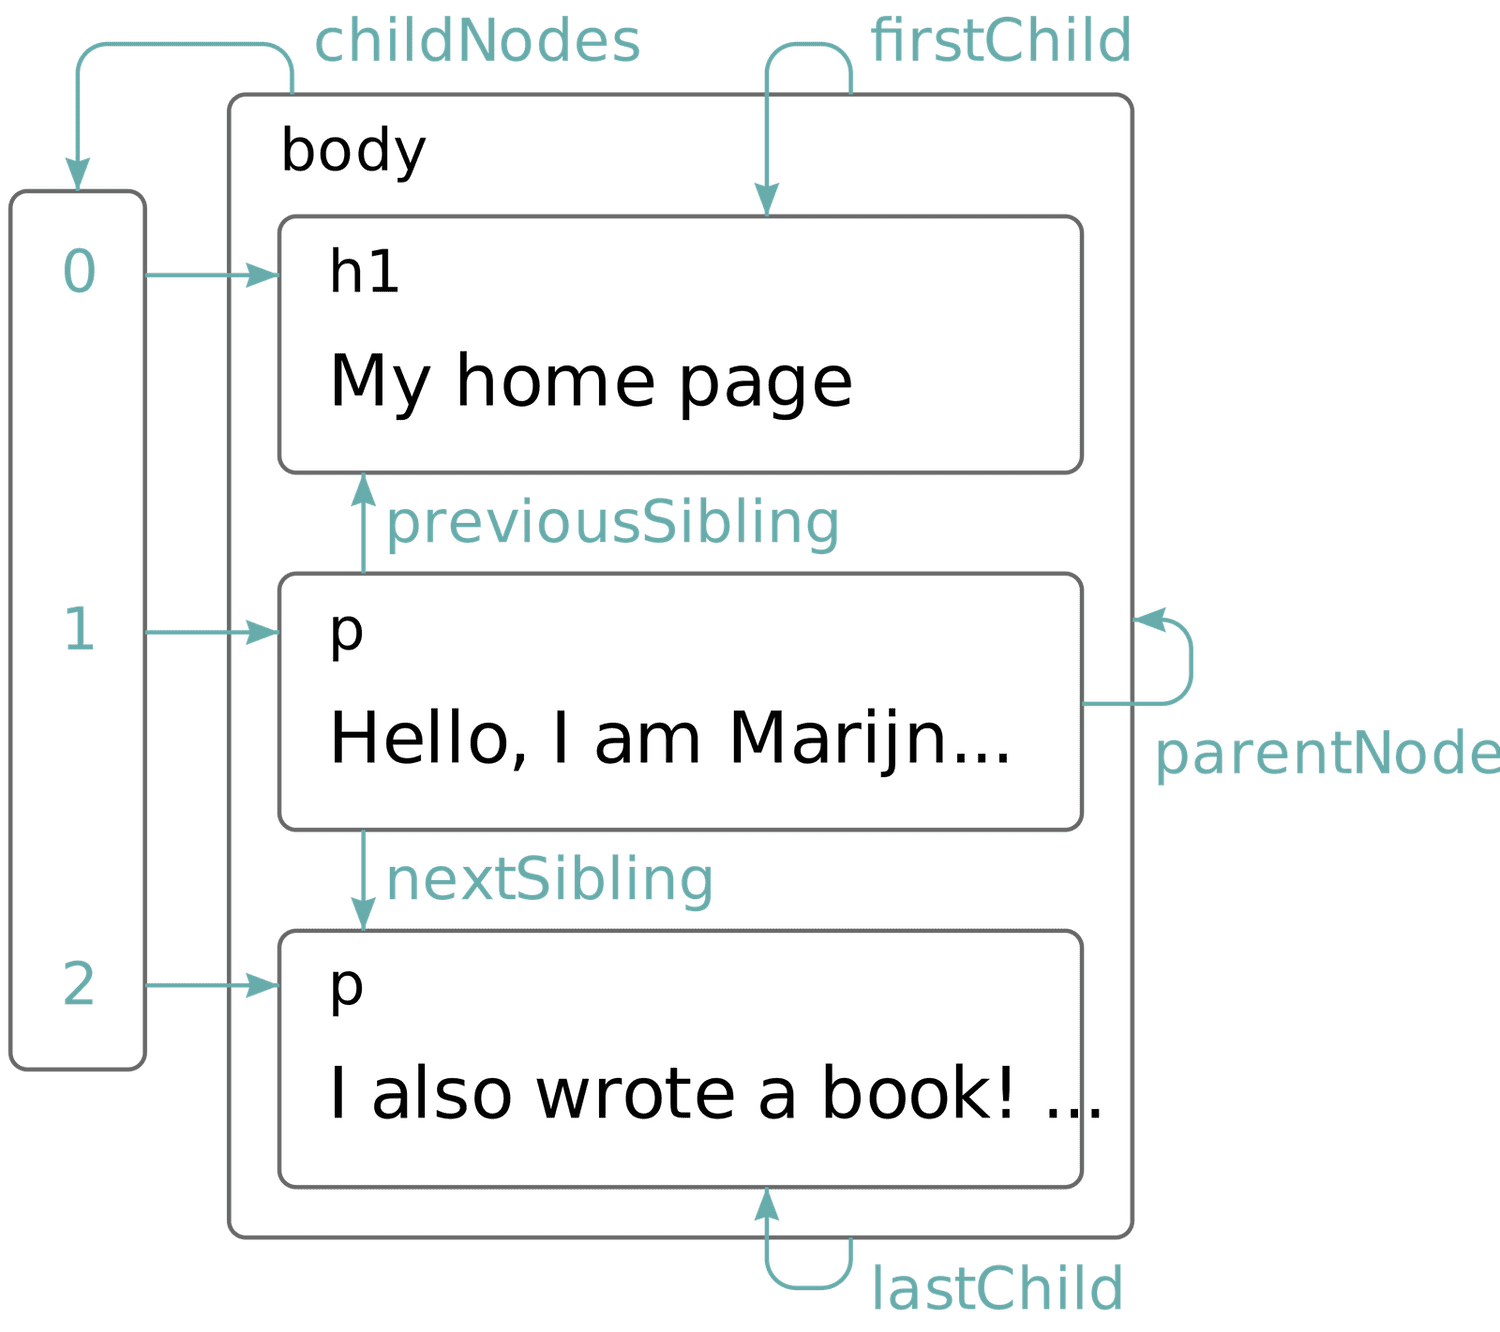 childNodes
firstChild
body
0
h1
My home page
previousSibling
1
p
Hello, I am Marijn...
parentNode
nextSibling
2
p
I also wrote a book! ...
lastChild